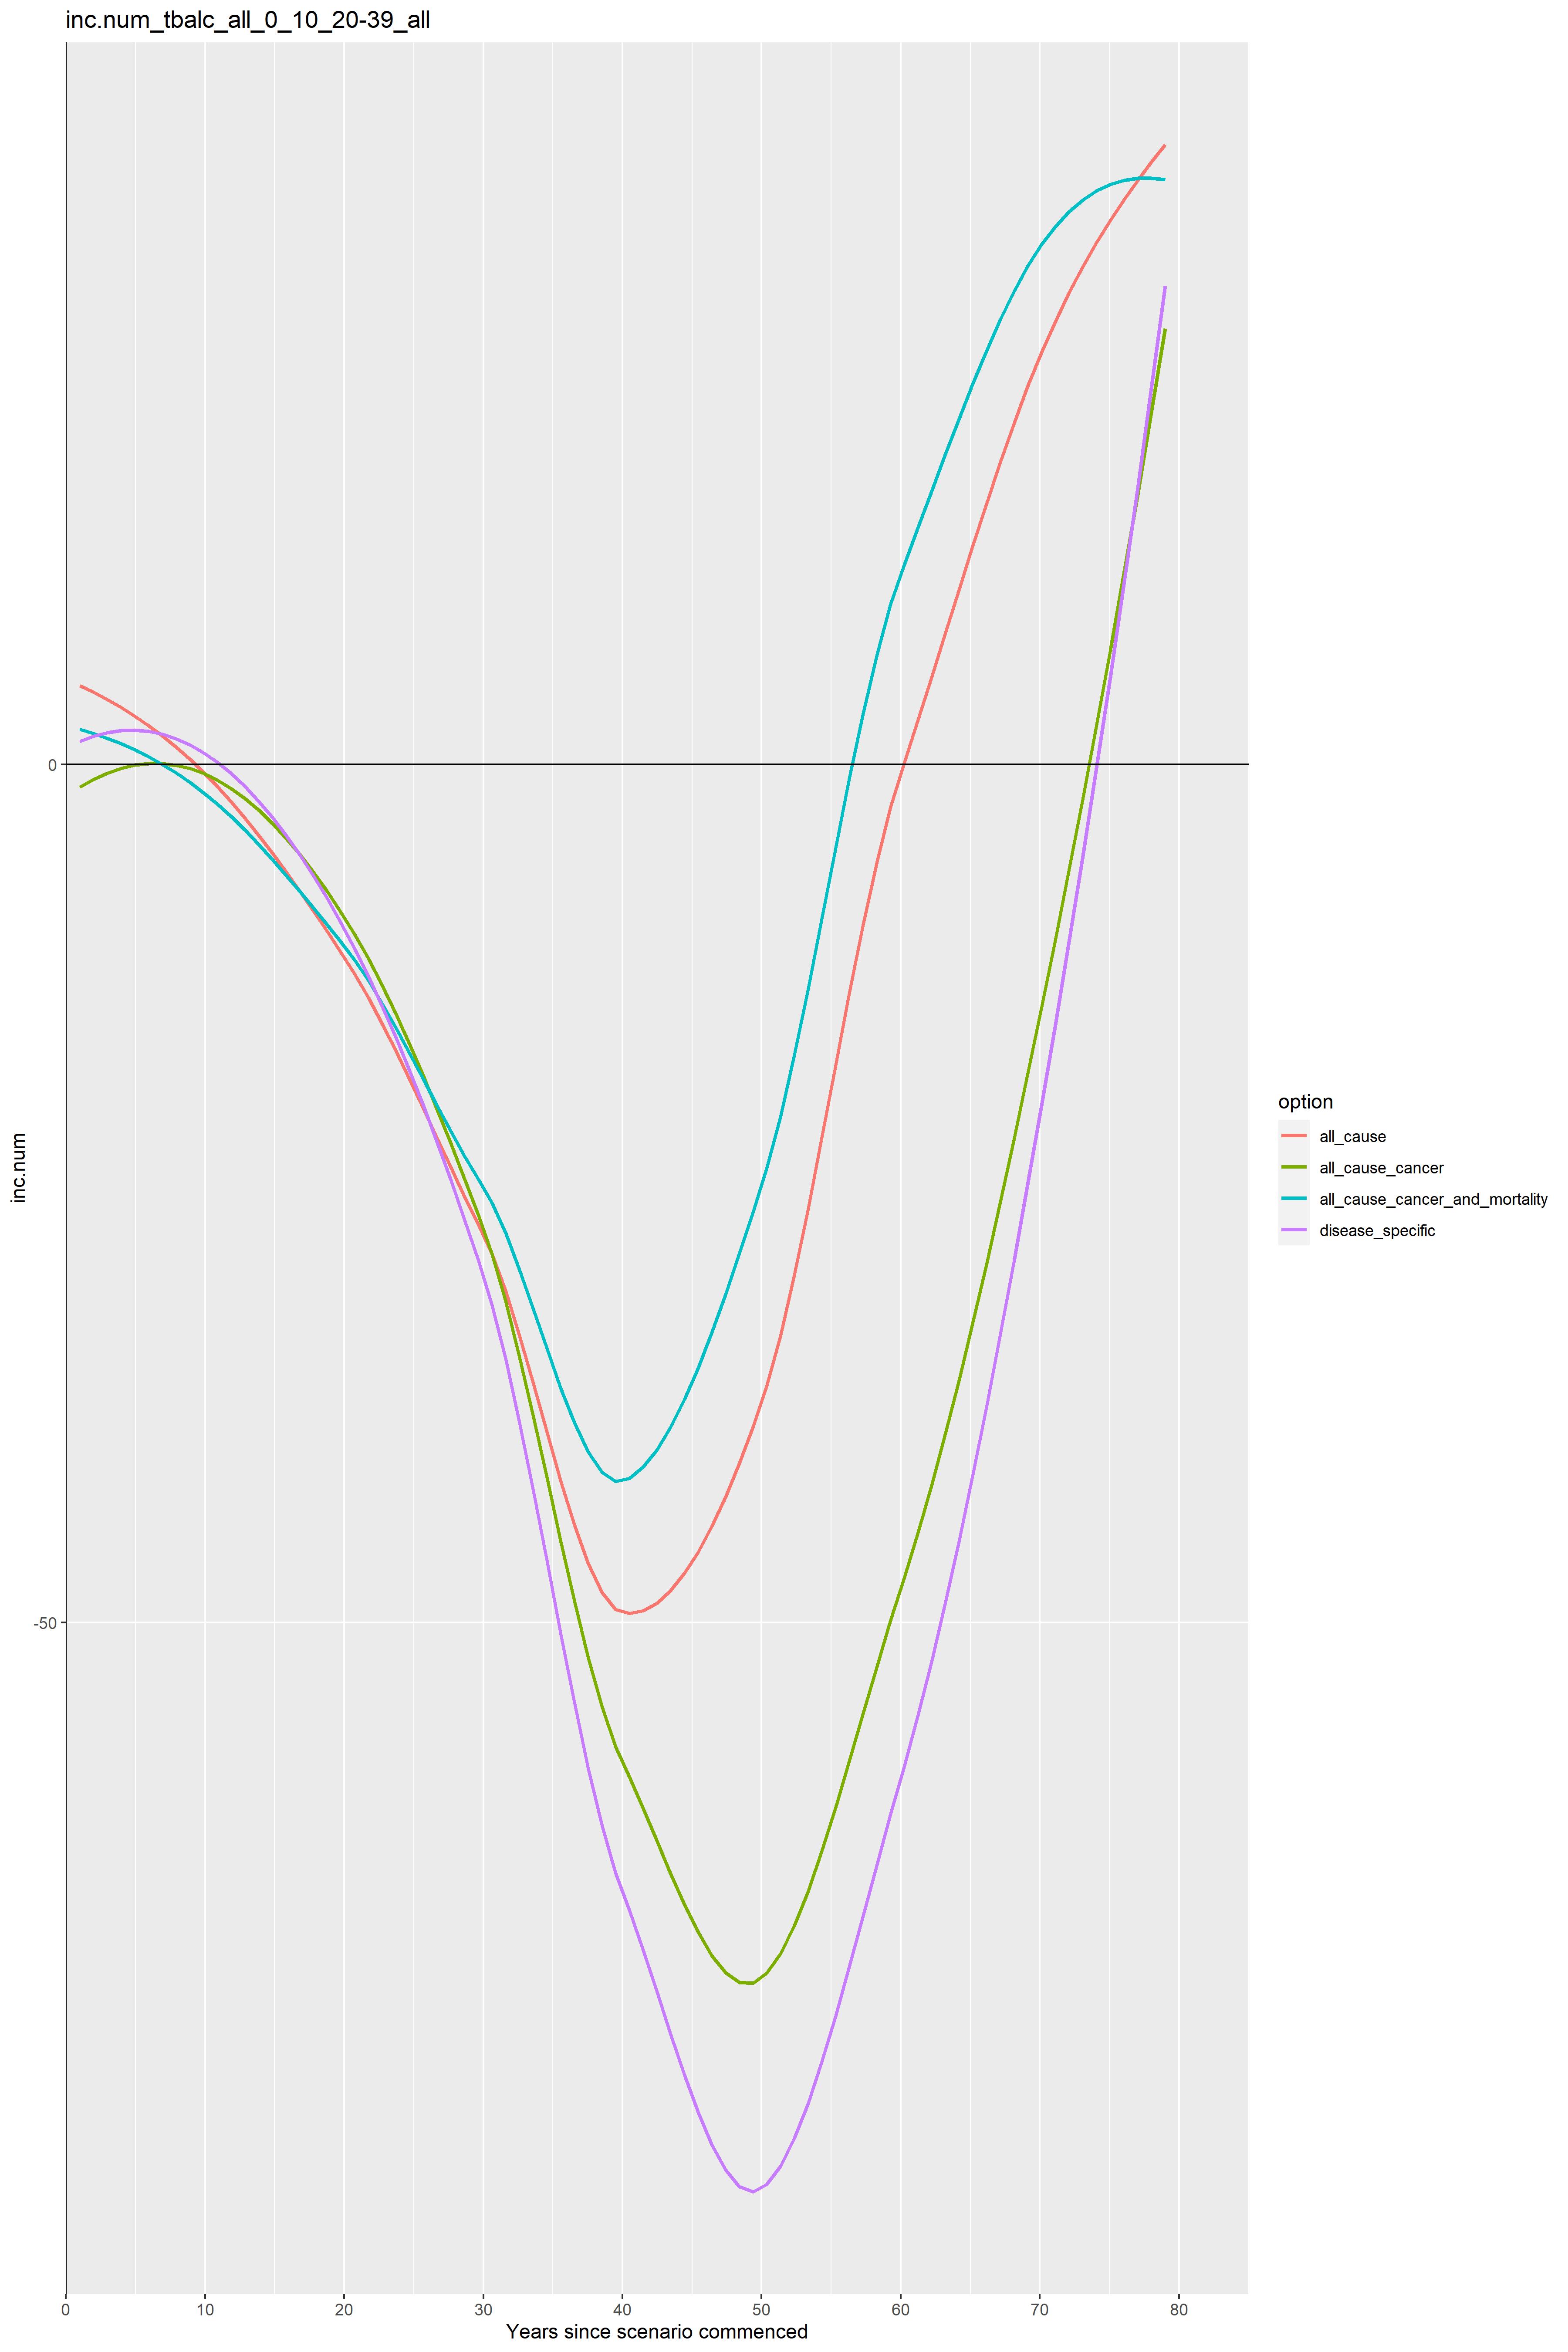 inc.num_tbalc_all_0_10_20-39_all
0
-50
inc.num
0 10 20 30 40 50 60 70 80
Years since scenario commenced
option
all_cause
all_cause_cancer
all_cause_cancer_and_mortality
disease_specific